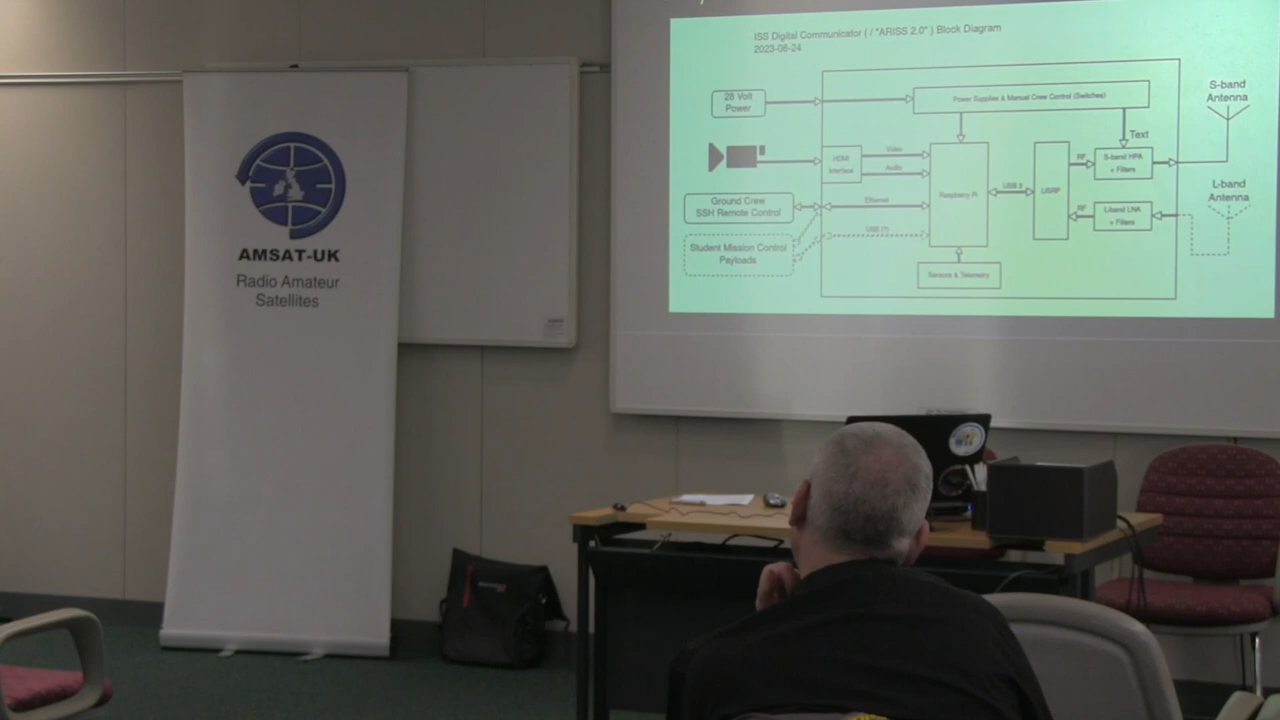 AMSAT-UK
Radio Amateur
Satellites
ISS Digital Communicator ( / "ARISS 2.0" ) Block Diagram
2023-08-24
28 Volt
Power
Power Supplies & Manual Crew Control (Switches)
S-band
Antenna
Text
HDMI
Interface
Video
Audio
Raspberry Pi
USB 3
USRP
RF
S-band HPA
+ Filters
Ground Crew
SSH Remote Control
Ethernet
RF
L-band LNA
+ Filters
L-band
Antenna
Student Mission Control
Payloads
USB (?)
Sensors & Telemetry